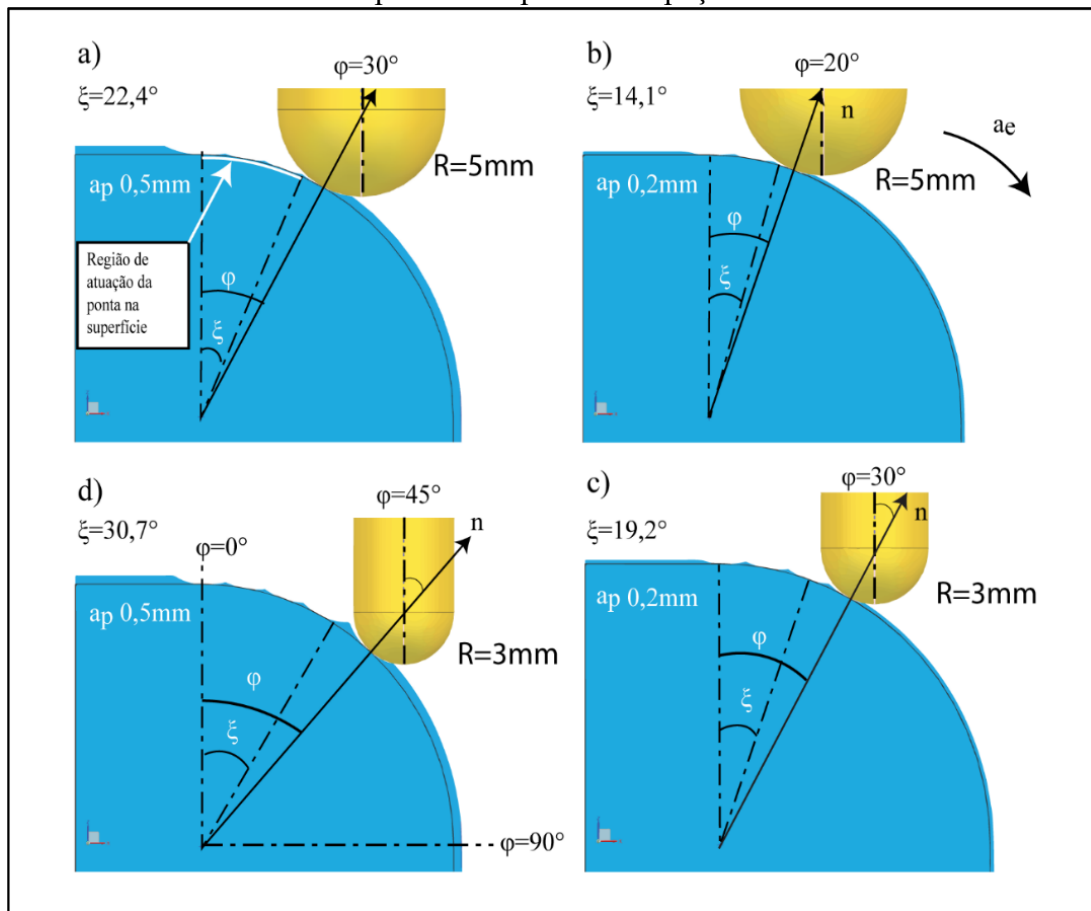 a)
φ=30°
ξ=22,4°
R=5mm
ap 0,5mm
Região de
atuação da
ponta na
superfície
φ
ξ
b)
φ=20°
ξ=14,1°
n
ae
R=5mm
ap 0,2mm
φ
ξ
d)
φ=45°
ξ=30,7°
φ=0°
n
ap 0,5mm
R=3mm
φ
ξ
φ=90°
c)
φ=30°
ξ=19,2°
n
ap 0,2mm
R=3mm
φ
ξ